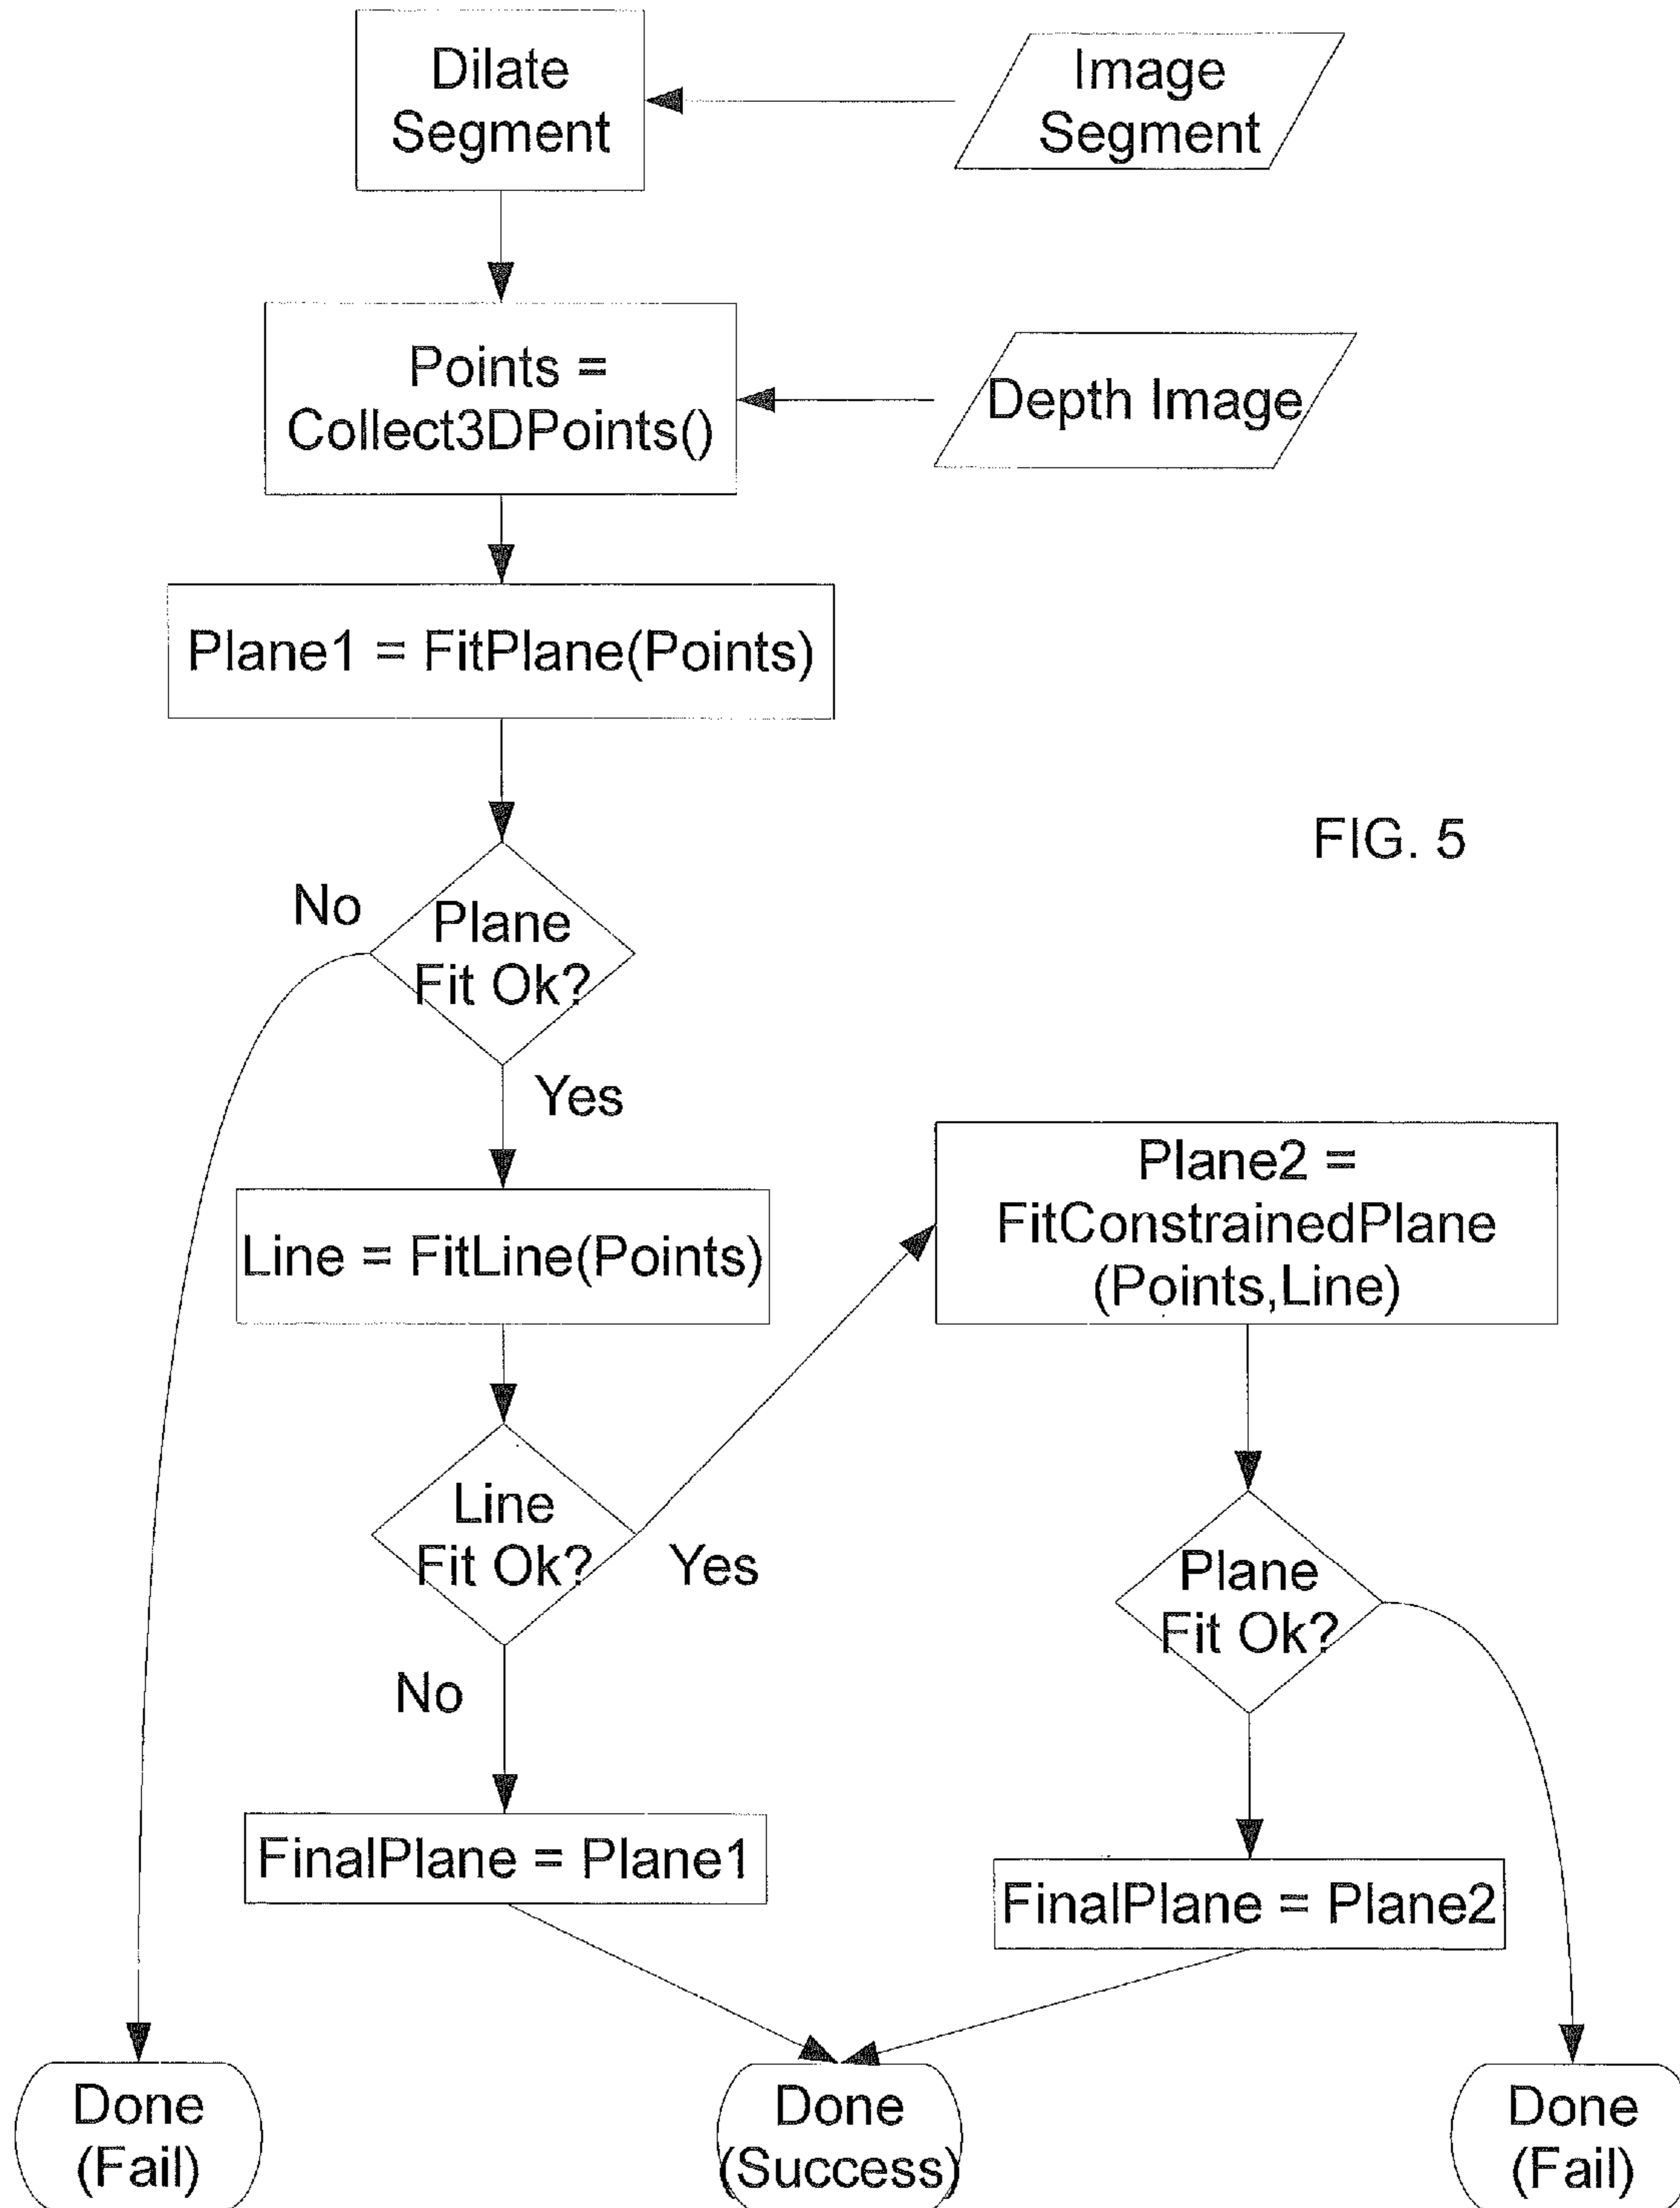 Dilate
Segment
Image
Segment
Points =
Collect3DPoints()
Depth Image
Plane1 = FitPlane(Points)
FIG. 5
No
Plane
Fit Ok?
Yes
Line = FitLine(Points)
Plane2 =
FitConstrainedPlane
(Points,Line)
Line
Fit Ok?
Yes
No
Plane
Fit Ok?
FinalPlane = Plane1
FinalPlane = Plane2
Done
(Fail)
Done
(Success)
Done
(Fail)